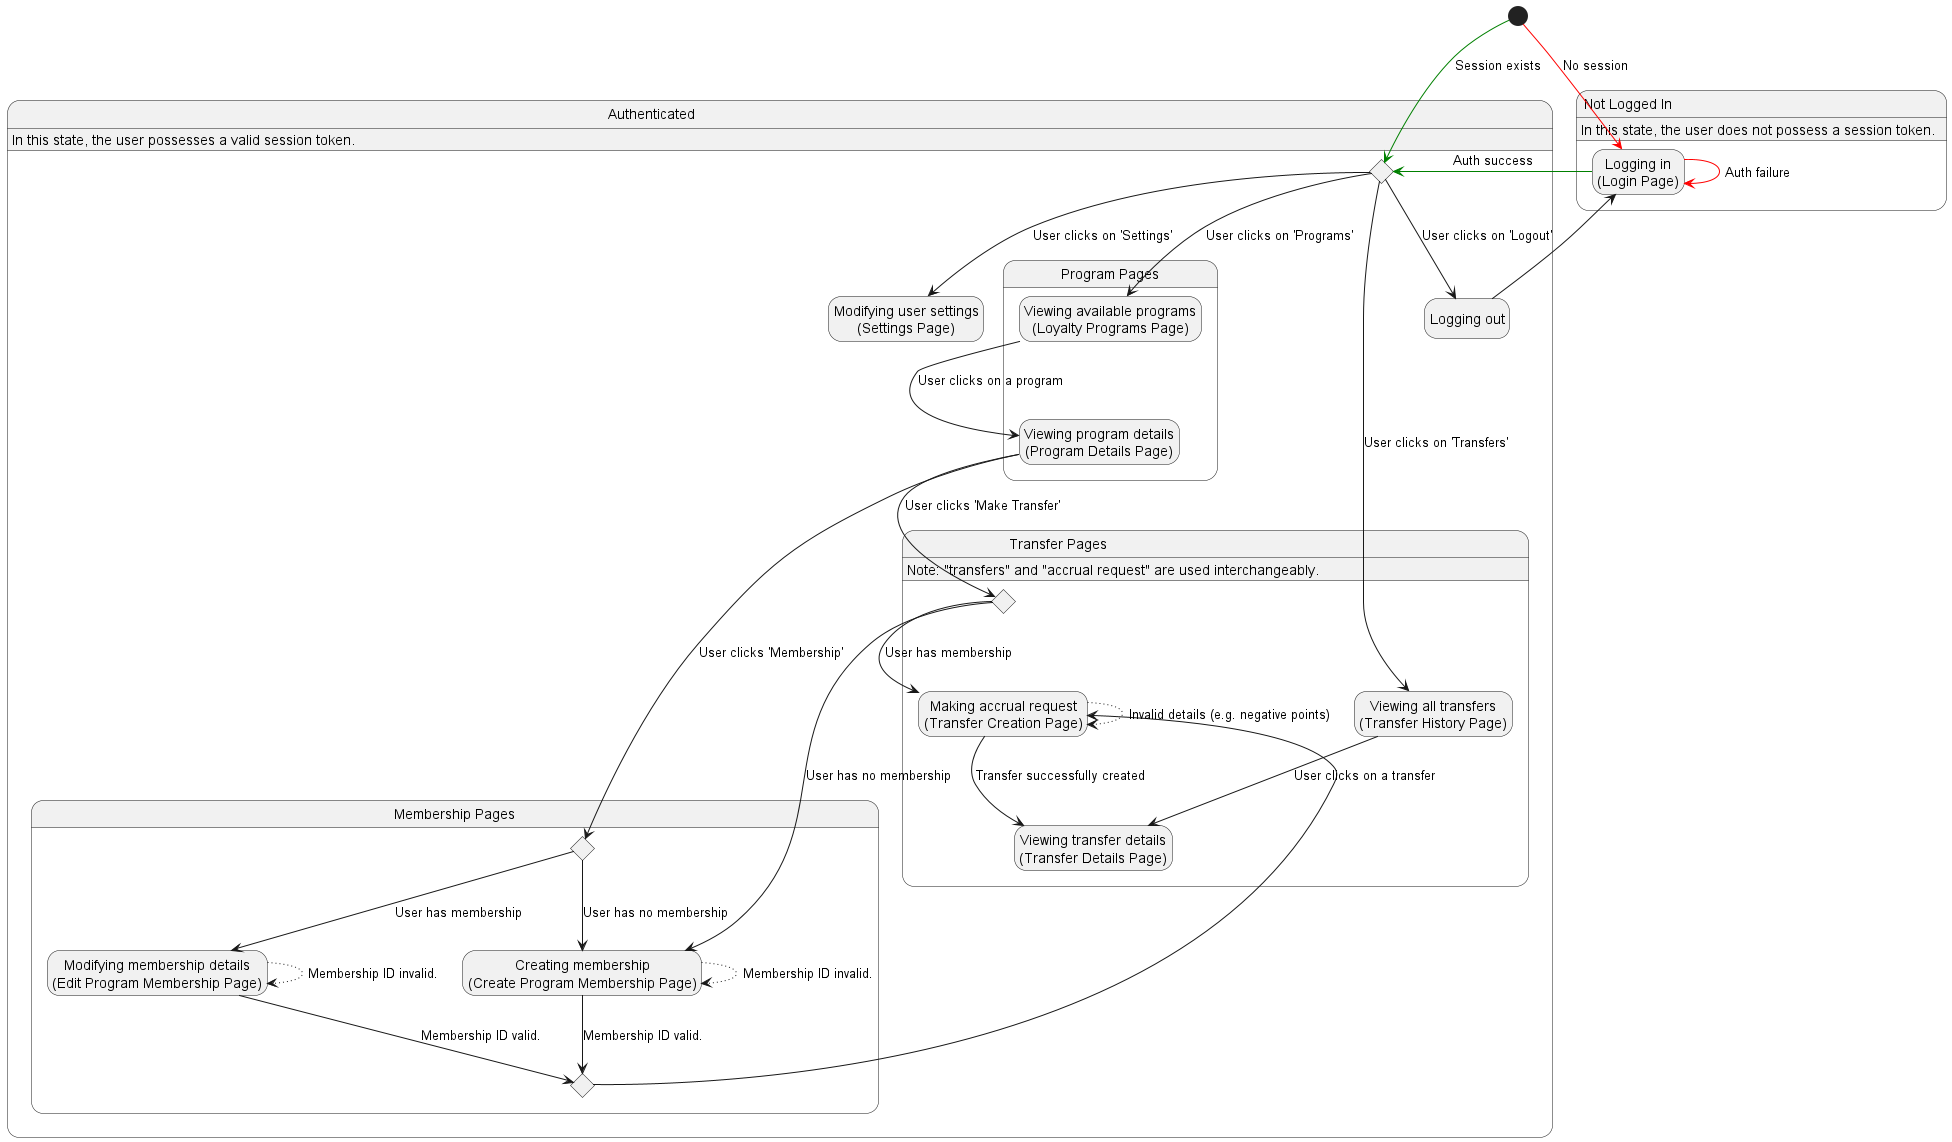 Session exists
No session
Not Logged In
In this state, the user does not possess a session token.
Authenticated
In this state, the user possesses a valid session token.
Auth success
Logging in
(Login Page)
Auth failure
User clicks on 'Settings'
User clicks on 'Programs'
User clicks on 'Logout'
Program Pages
Modifying user settings
(Settings Page)
Viewing available programs
(Loyalty Programs Page)
Logging out
User clicks on a program
Viewing program details
(Program Details Page)
User clicks on 'Transfers'
User clicks 'Make Transfer'
Transfer Pages
Note: "transfers" and "accrual request" are used interchangeably.
User clicks 'Membership'
User has membership
Making accrual request
(Transfer Creation Page)
Invalid details (e.g. negative points)
Viewing all transfers
(Transfer History Page)
User has no membership
Transfer successfully created
User clicks on a transfer
Membership Pages
Viewing transfer details
(Transfer Details Page)
User has membership
User has no membership
Modifying membership details
(Edit Program Membership Page)
Membership ID invalid.
Creating membership
(Create Program Membership Page)
Membership ID invalid.
Membership ID valid.
Membership ID valid.